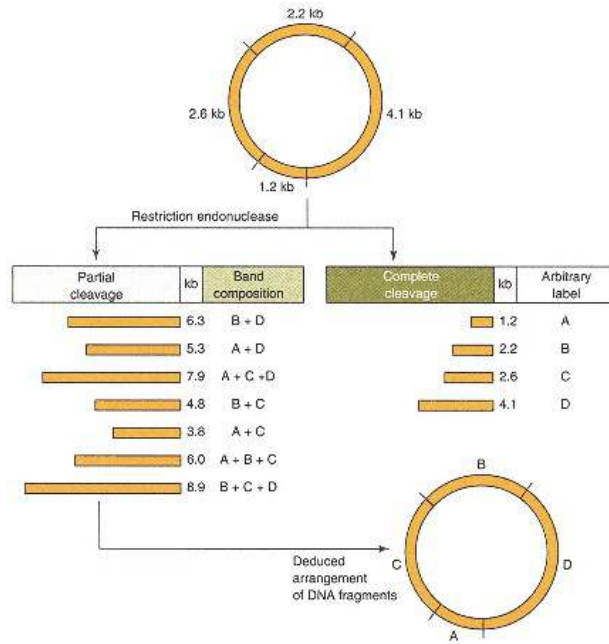 2.2 kb
2.6 kb
4.1 kb
1.2 kb
Restriction endonuclease
Partial
cleavage
kb
Band
composition
6.3 B + D
5.3 A + D
7.9 A + C +D
4.8 B + C
3.8 A + C
6.0 A + B + C
8.9 B + C + D
Complete
cleavage
kb
Arbitrary
label
1.2 A
2.2 B
2.6 C
4.1 D
B
C
D
A
Deduced
arrangement
of DNA fragments